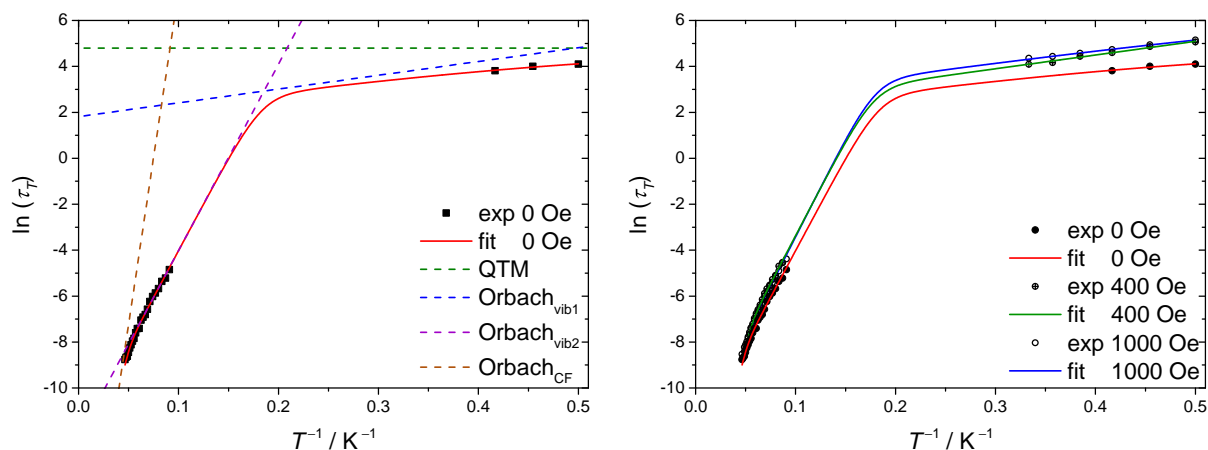 6
4
2
0
-2
-4
-6
-8
-10
0.0 0.1 0.2 0.3 0.4 0.5
ln (τT)
T−1 / K−1
exp 0 Oe
fit 0 Oe
QTM
Orbachvib1
Orbachvib2
OrbachCF
6
4
2
0
-2
-4
-6
-8
-10
0.0 0.1 0.2 0.3 0.4 0.5
ln (τT)
T−1 / K−1
exp 0 Oe
fit 0 Oe
exp 400 Oe
fit 400 Oe
exp 1000 Oe
fit 1000 Oe